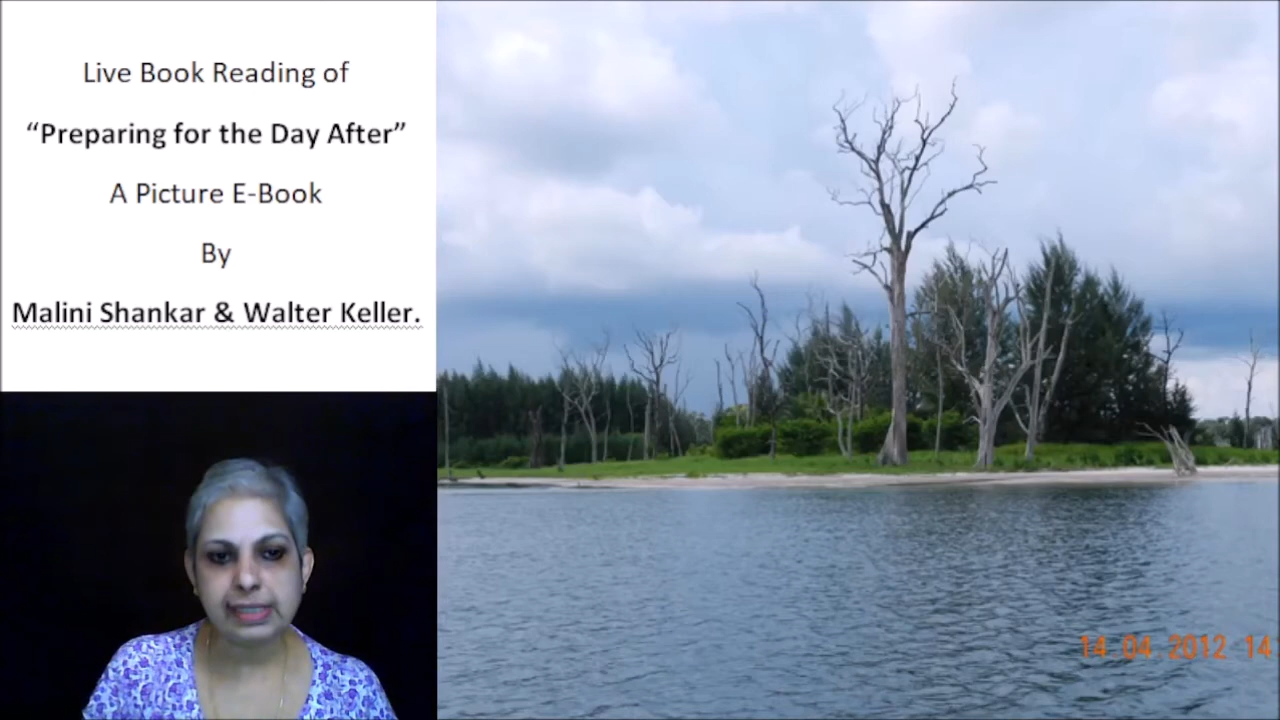 Live Book Reading of
“Preparing for the Day After”
A Picture E-Book
By
Malini Shankar & Walter Keller.
14 04 2012 14